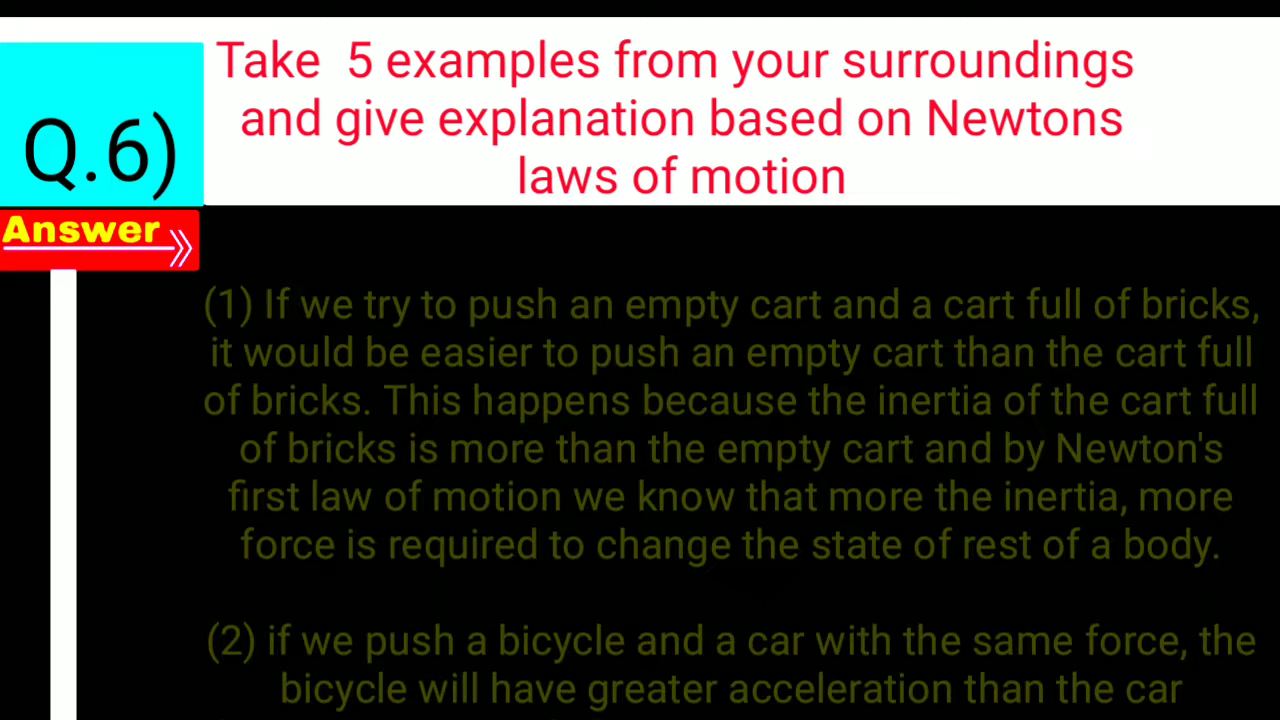 Q.6)
Take 5 examples from your surroundings
and give explanation based on Newtons
laws of motion
Answer
(1) If we try to push an empty cart and a cart full of bricks,
it would be easier to push an empty cart than the cart full
of bricks. This happens because the inertia of the cart full
of bricks is more than the empty cart and by Newton's
first law of motion we know that more the inertia, more
force is required to change the state of rest of a body.
(2) if we push a bicycle and a car with the same force, the
bicycle will have greater acceleration than the car